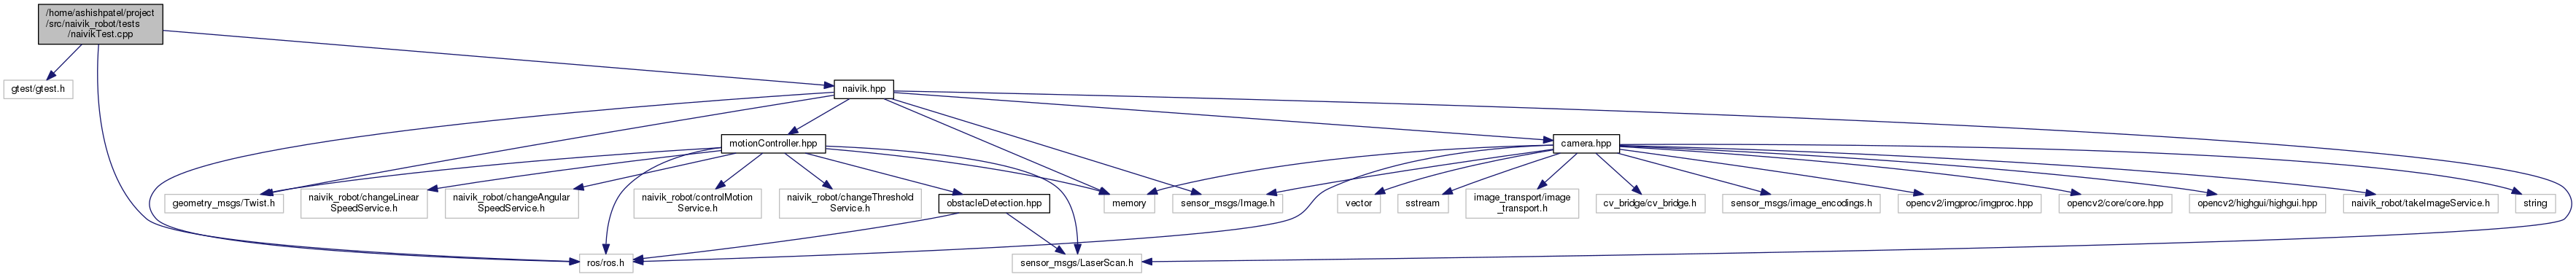 /home/ashishpatel/project
/src/naivik_robot/tests
/naivikTest.cpp
gtest/gtest.h
naivik.hpp
motionController.hpp
camera.hpp
geometry_msgs/Twist.h
naivik_robot/changeLinear
SpeedService.h
naivik_robot/changeAngular
SpeedService.h
naivik_robot/controlMotion
Service.h
naivik_robot/changeThreshold
Service.h
obstacleDetection.hpp
memory
sensor_msgs/Image.h
vector
sstream
image_transport/image
_transport.h
cv_bridge/cv_bridge.h
sensor_msgs/image_encodings.h
opencv2/imgproc/imgproc.hpp
opencv2/core/core.hpp
opencv2/highgui/highgui.hpp
naivik_robot/takeImageService.h
string
ros/ros.h
sensor_msgs/LaserScan.h